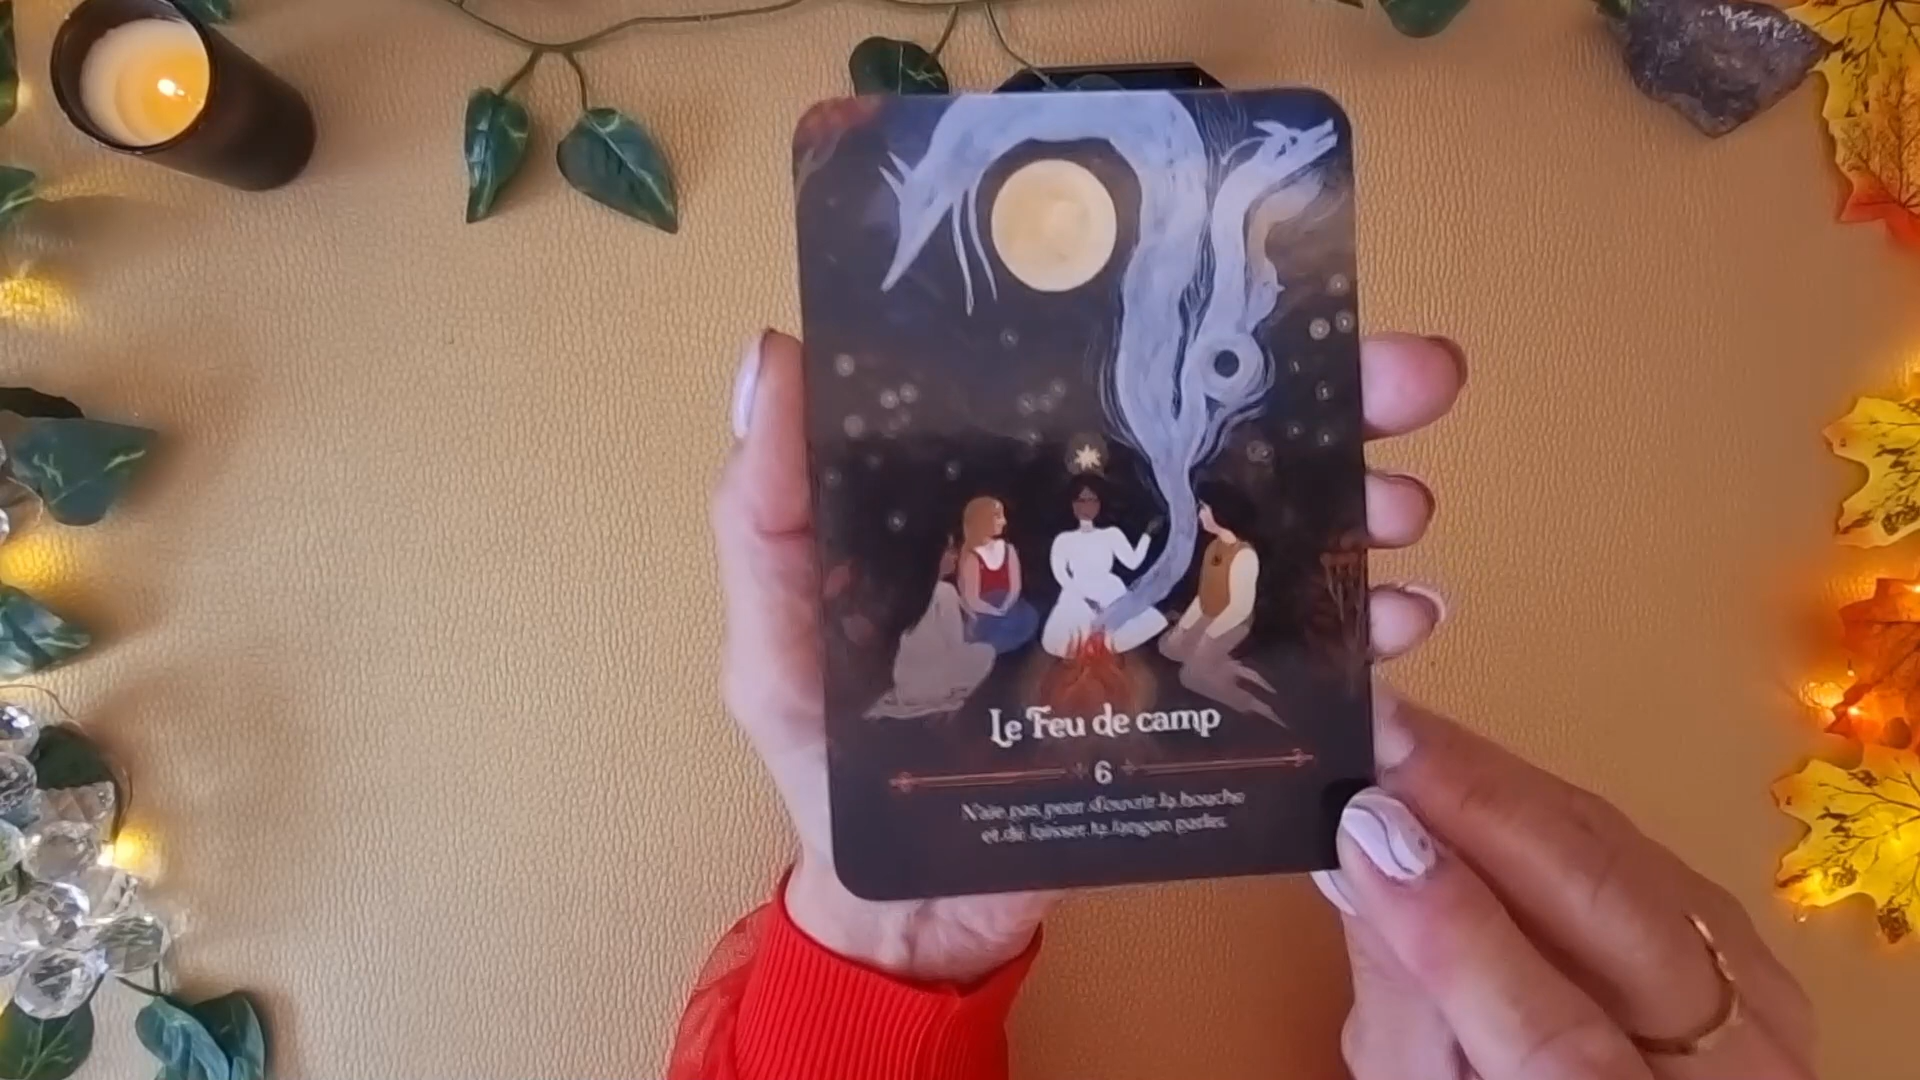 Le Feu de camp
6
N'aie pas peur d'ouvrir la bouche
et de laisser ta langue parler.